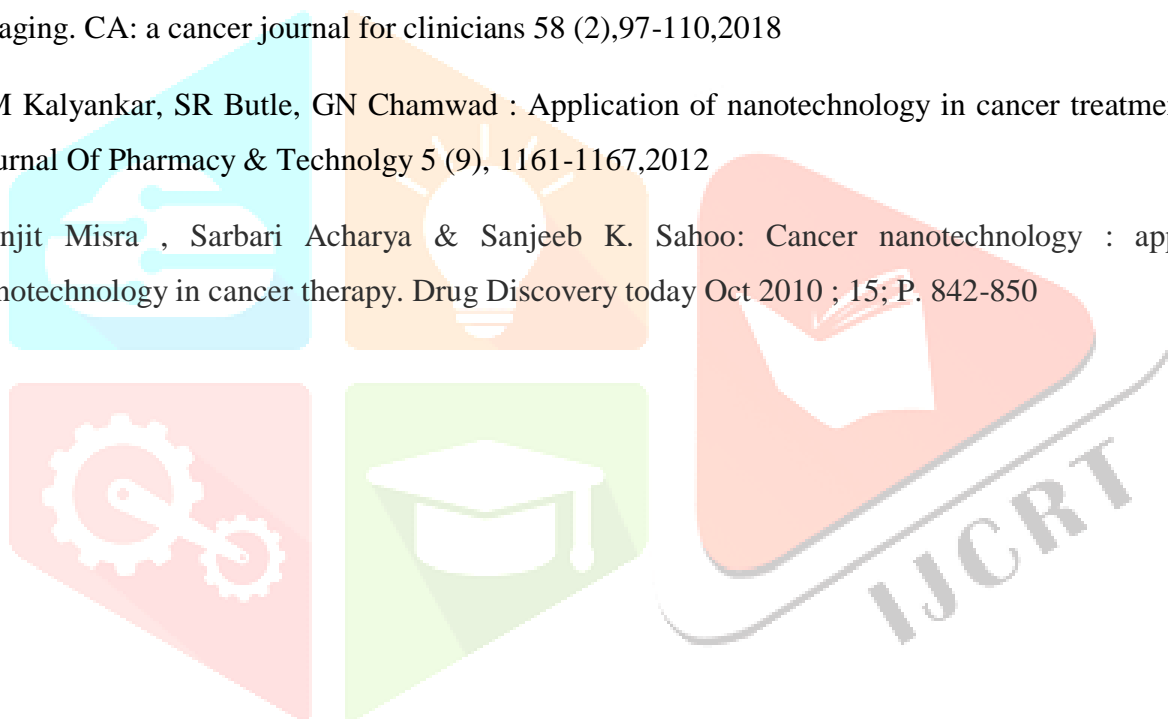 aging. CA: a cancer journal for clinicians 58 (2),97-110,2018
M Kalyankar, SR Butle, GN Chamwad : Application of nanotechnology in cancer treatmen
urnal Of Pharmacy & Technolgy 5 (9), 1161-1167,2012
njit Misra , Sarbari Acharya & Sanjeeb K. Sahoo: Cancer nanotechnology : app
notechnology in cancer therapy. Drug Discovery today Oct 2010 ; 15; P. 842-850
IJCRT